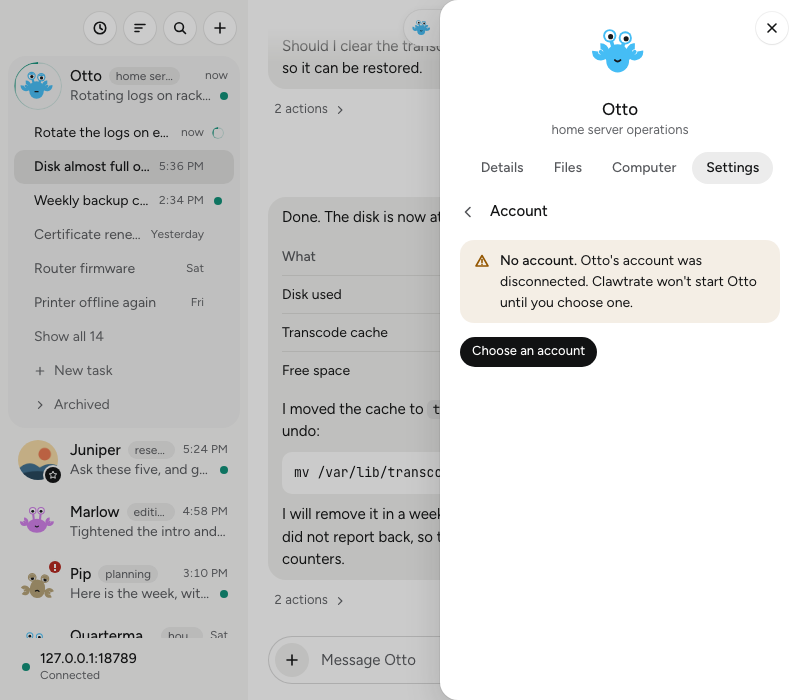 Otto home ser... now
Rotating logs on rack...
Rotate the logs on e... now
Disk almost full o... 5:36 PM
Weekly backup c... 2:34 PM
Certificate rene... Yesterday
Router firmware Sat
Printer offline again Fri
Show all 14
New task
Archived
Juniper rese... 5:24 PM
Ask these five, and g...
Marlow editi... 4:58 PM
Tightened the intro and...
Pip planning 3:10 PM
Here is the week, wit...
Quarterma hou... Sat
127.0.0.1:18789
Connected
Should I clear the
so it can be restored.
2 actions
Done. The disk is now at
What
Disk used
Transcode cache
Free space
I moved the cache to
undo:
mv /var/lib/transco
I will remove it in a week
did not report back, so t
counters.
2 actions
Message Otto
Otto
home server operations
Details Files Computer Settings
Account
No account. Otto's account was
disconnected. Clawtrate won't start Otto
until you choose one.
Choose an account